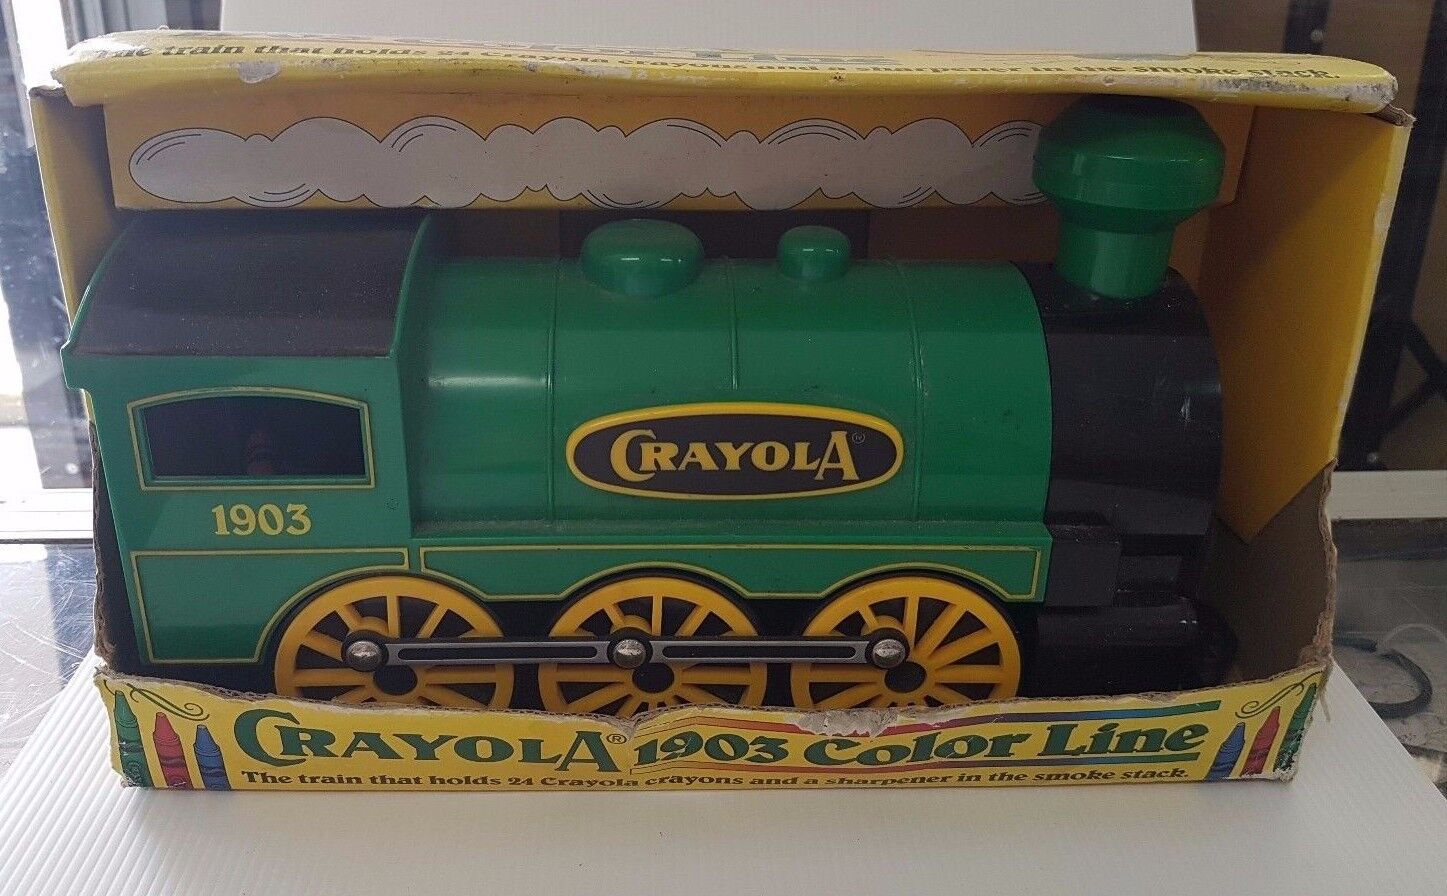 The train that holds 24 Crayola crayons and a sharpener in the smoke stack.
CRAYOLA
1903
CRAYOLA® 1903 Color Line
The train that holds 24 Crayola crayons and a sharpener in the smoke stack.